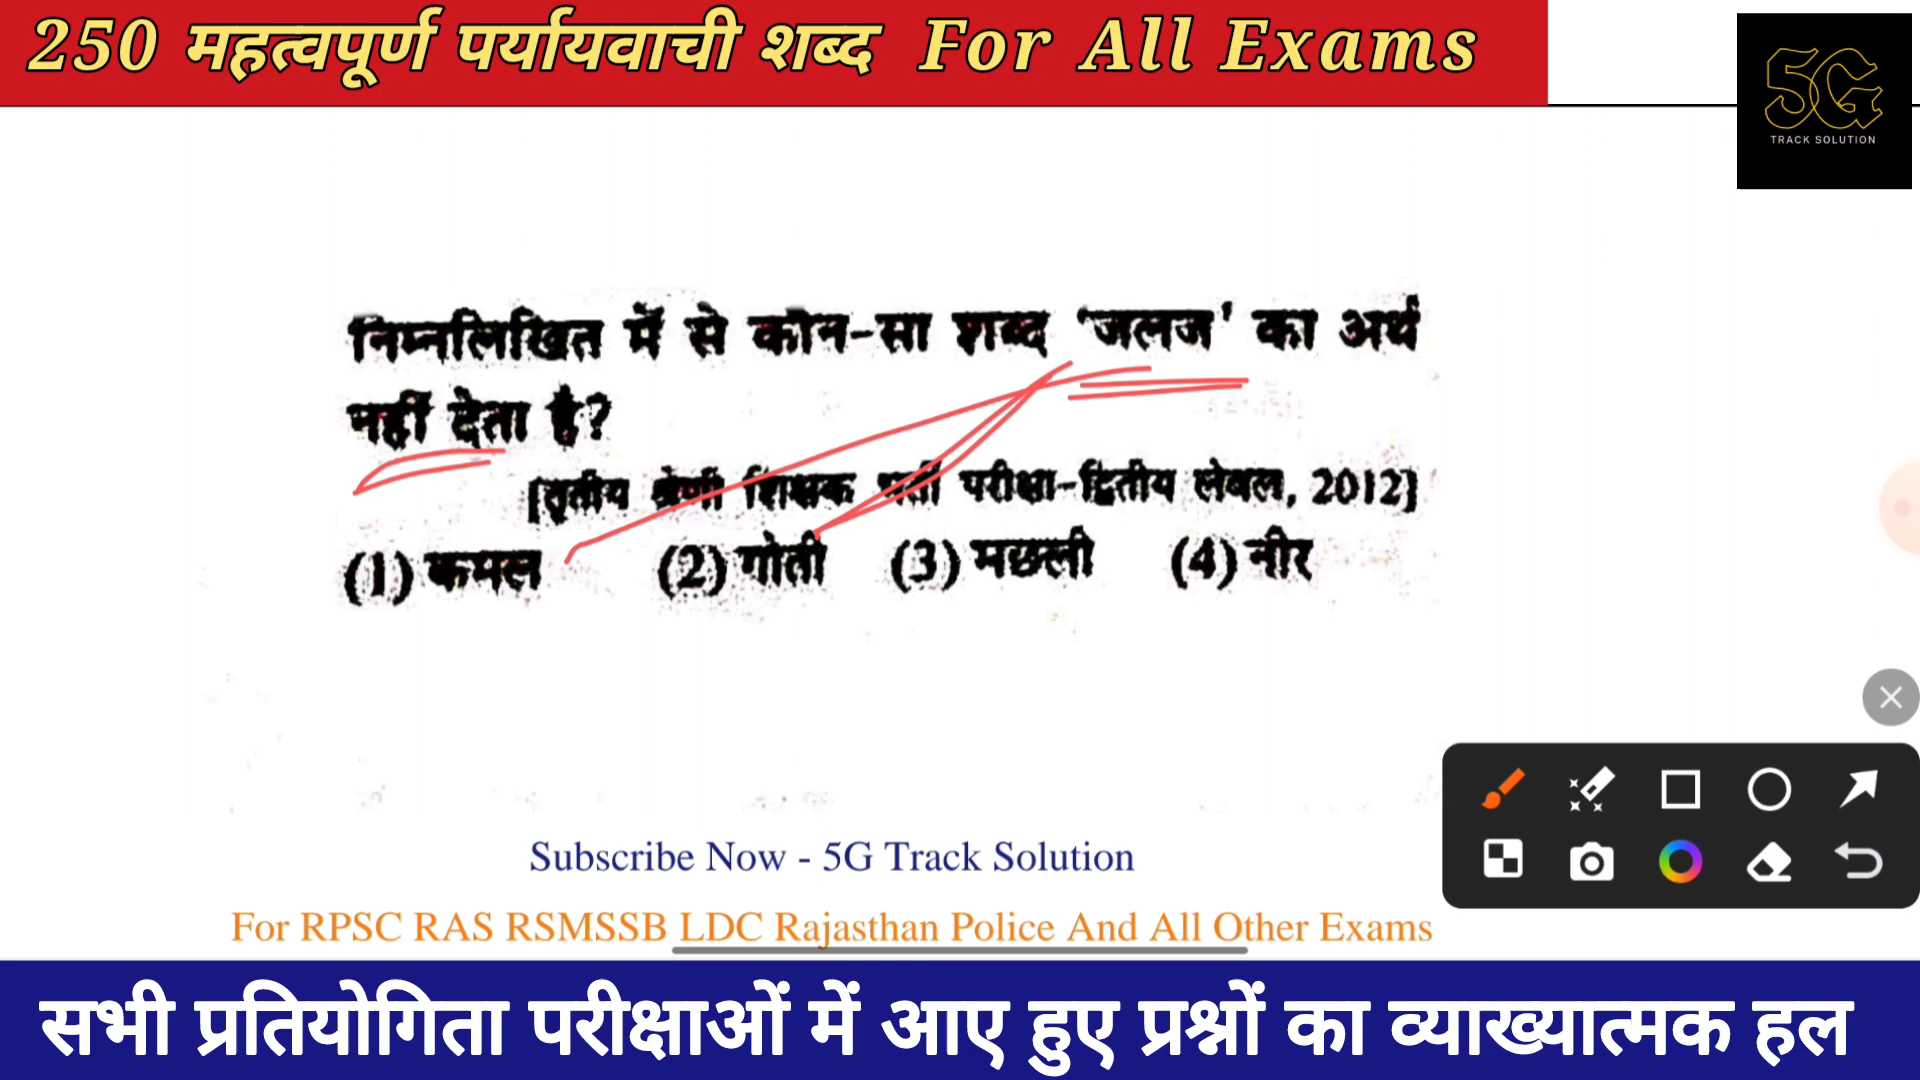 250 महत्वपूर्ण पर्यायवाची शब्द For All Exams
5G
TRACK SOLUTION
निम्नलिखित में से कौन-सा शब्द 'जलज' का अर्थ
नहीं देता है?
[तृतीय श्रेणी शिक्षक भर्ती परीक्षा-द्वितीय लेवल, 2012]
(1) कमल (2) गोती (3) मछली (4) नीर
Subscribe Now - 5G Track Solution
For RPSC RAS RSMSSB LDC Rajasthan Police And All Other Exams
सभी प्रतियोगिता परीक्षाओं में आए हुए प्रश्नों का व्याख्यात्मक हल